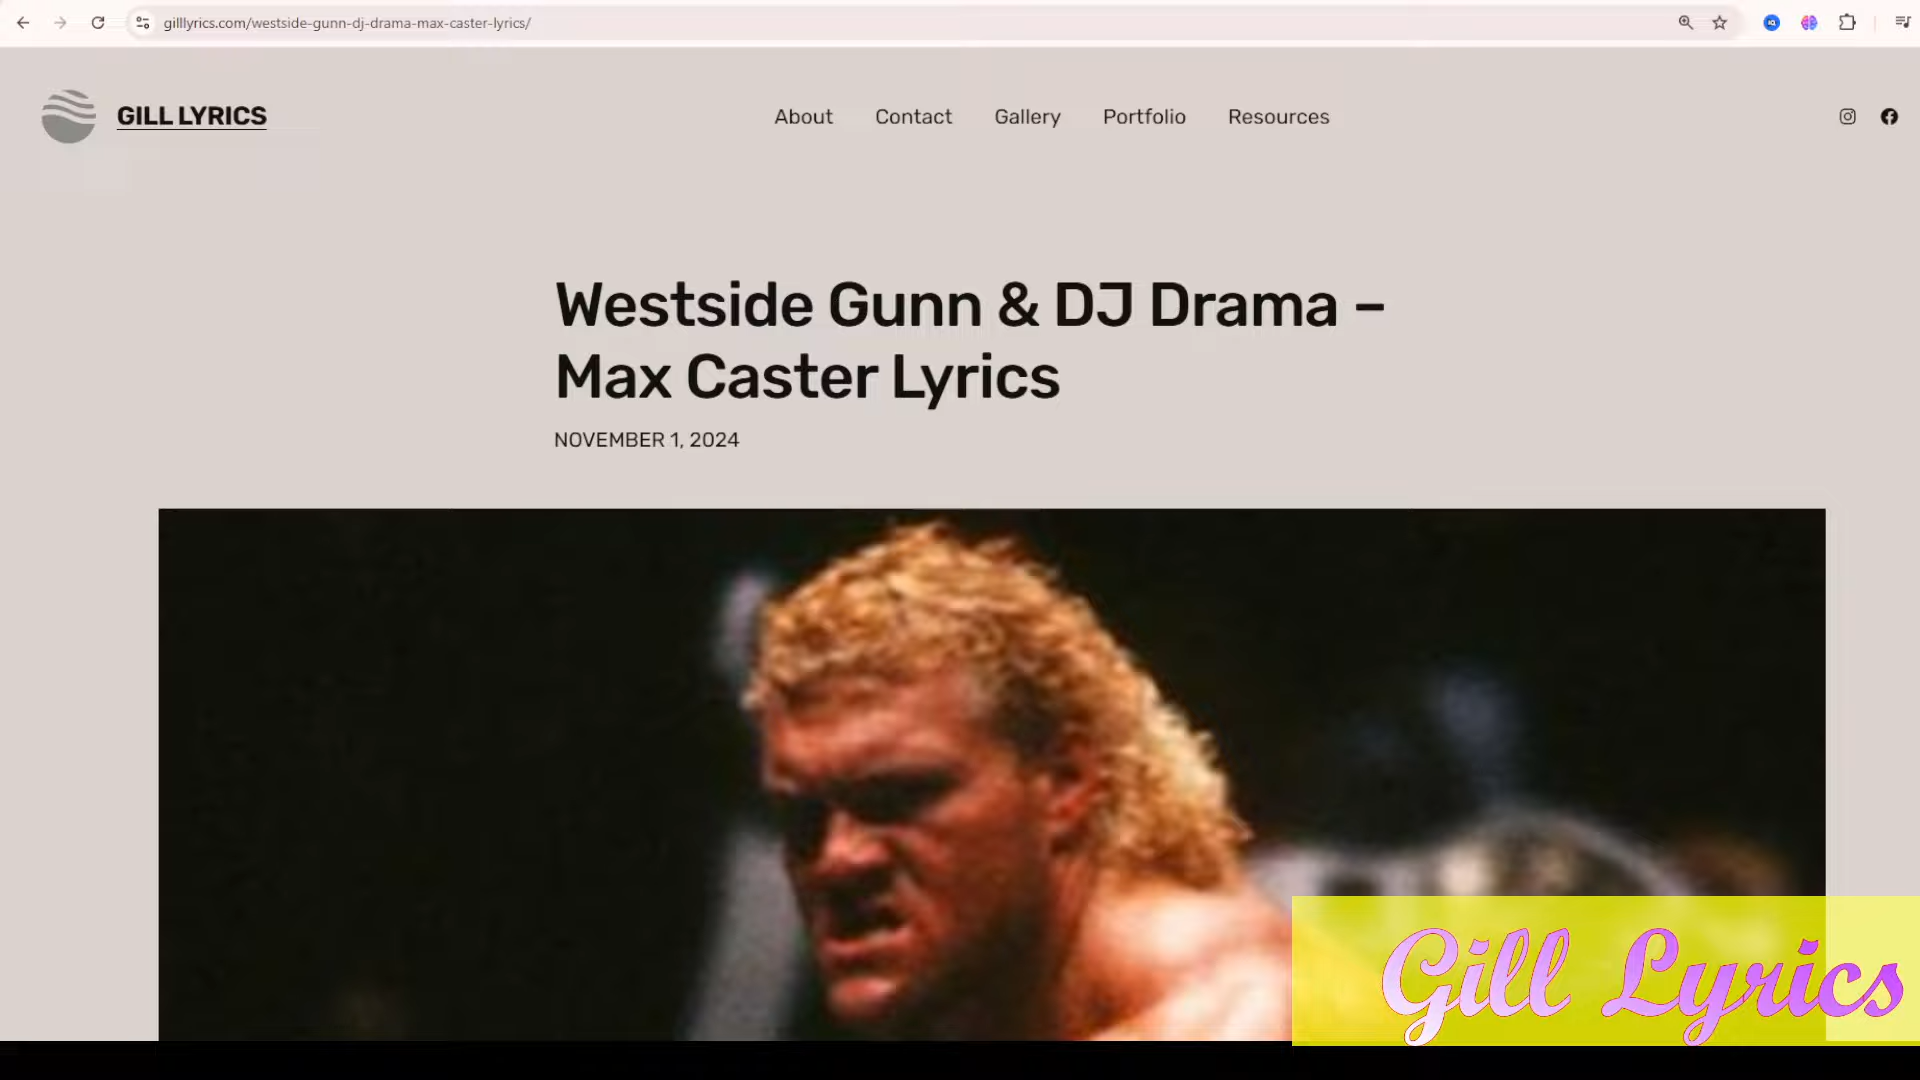 gilllyrics.com/westside-gunn-dj-drama-max-caster-lyrics/
GILL LYRICS
About
Contact
Gallery
Portfolio
Resources
Westside Gunn & DJ Drama –
Max Caster Lyrics
NOVEMBER 1, 2024
Gill Lyrics